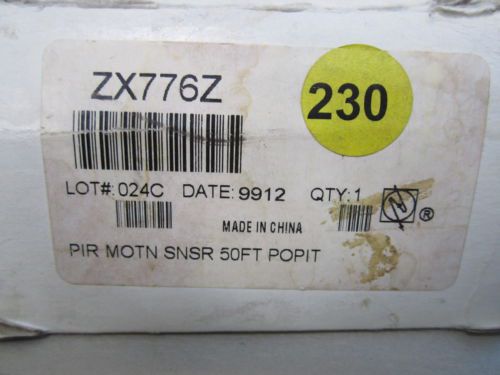 ZX776Z
230
LOT#: 024C DATE: 9912 QTY: 1
®
MADE IN CHINA
PIR MOTN SNSR 50FT POPIT